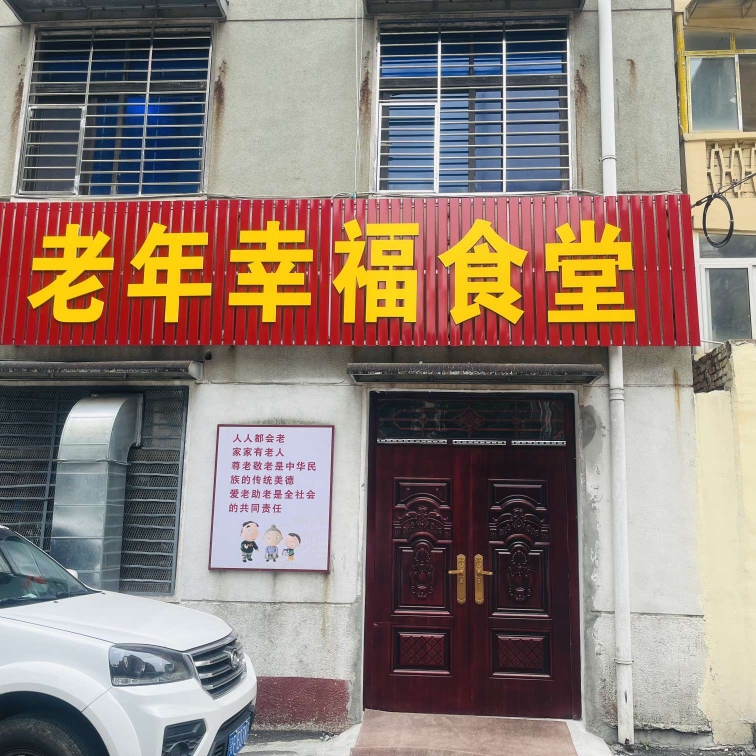 老年幸福食堂
人人都会老
家家有老人
尊老敬老是中华民
族的传统美德
爱老助老是全社会
的共同责任